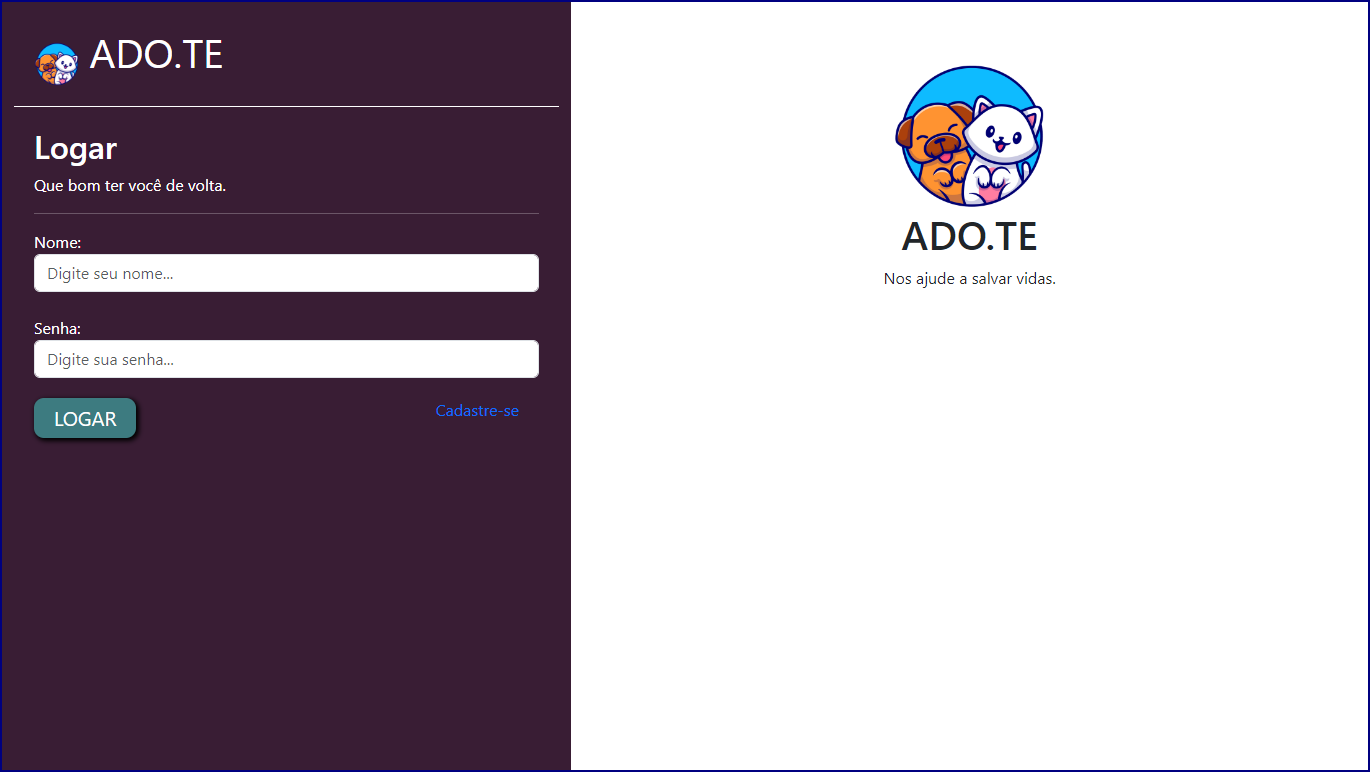 ADO.TE
Logar
Que bom ter você de volta.
Nome:
Digite seu nome...
Senha:
Digite sua senha...
LOGAR
Cadastre-se
ADO.TE
Nos ajude a salvar vidas.